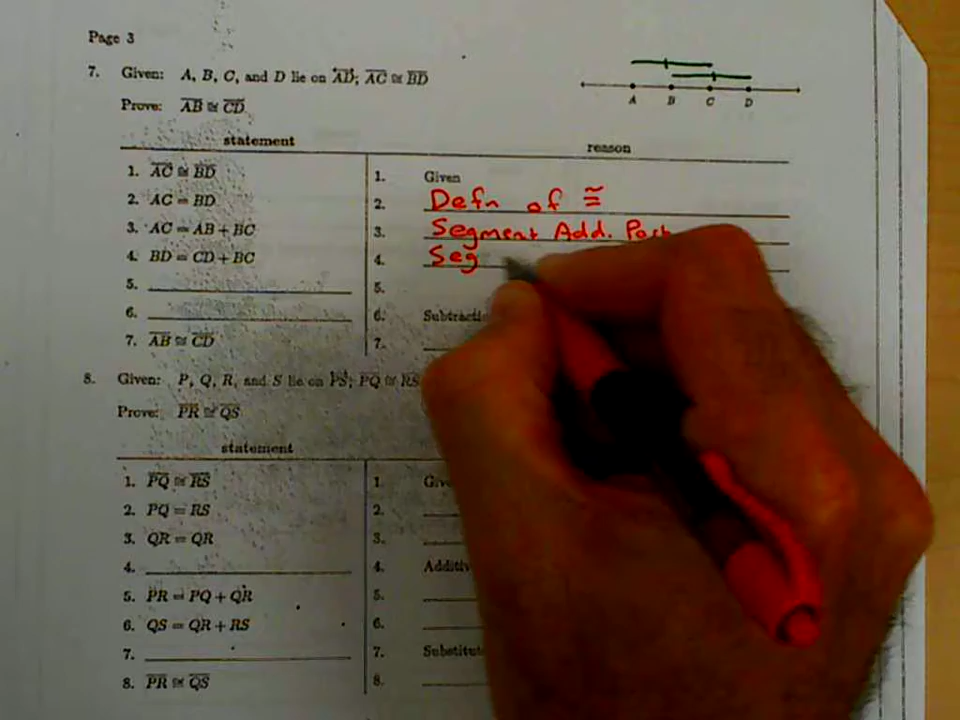 Page 3
7. Given: A, B, C, and D lie on AD; AC ≅ BD
Prove: AB ≅ CD
A B C D
statement reason
1. AC ≅ BD 1. Given
2. AC = BD 2. Defn of ≅
3. AC = AB + BC 3. Segment Add. Post
4. BD = CD + BC 4. Seg
5. 5.
6. 6.
7. AB ≅ CD 7.
8. Given: P, Q, R, and S lie on PS; PQ ≅ RS
Prove: PR ≅ QS
statement
1. PQ ≅ RS 1.
2. PQ = RS 2.
3. QR = QR 3.
4. 4.
5. PR = PQ + QR 5.
6. QS = QR + RS 6.
7. 7.
8. PR ≅ QS 8.